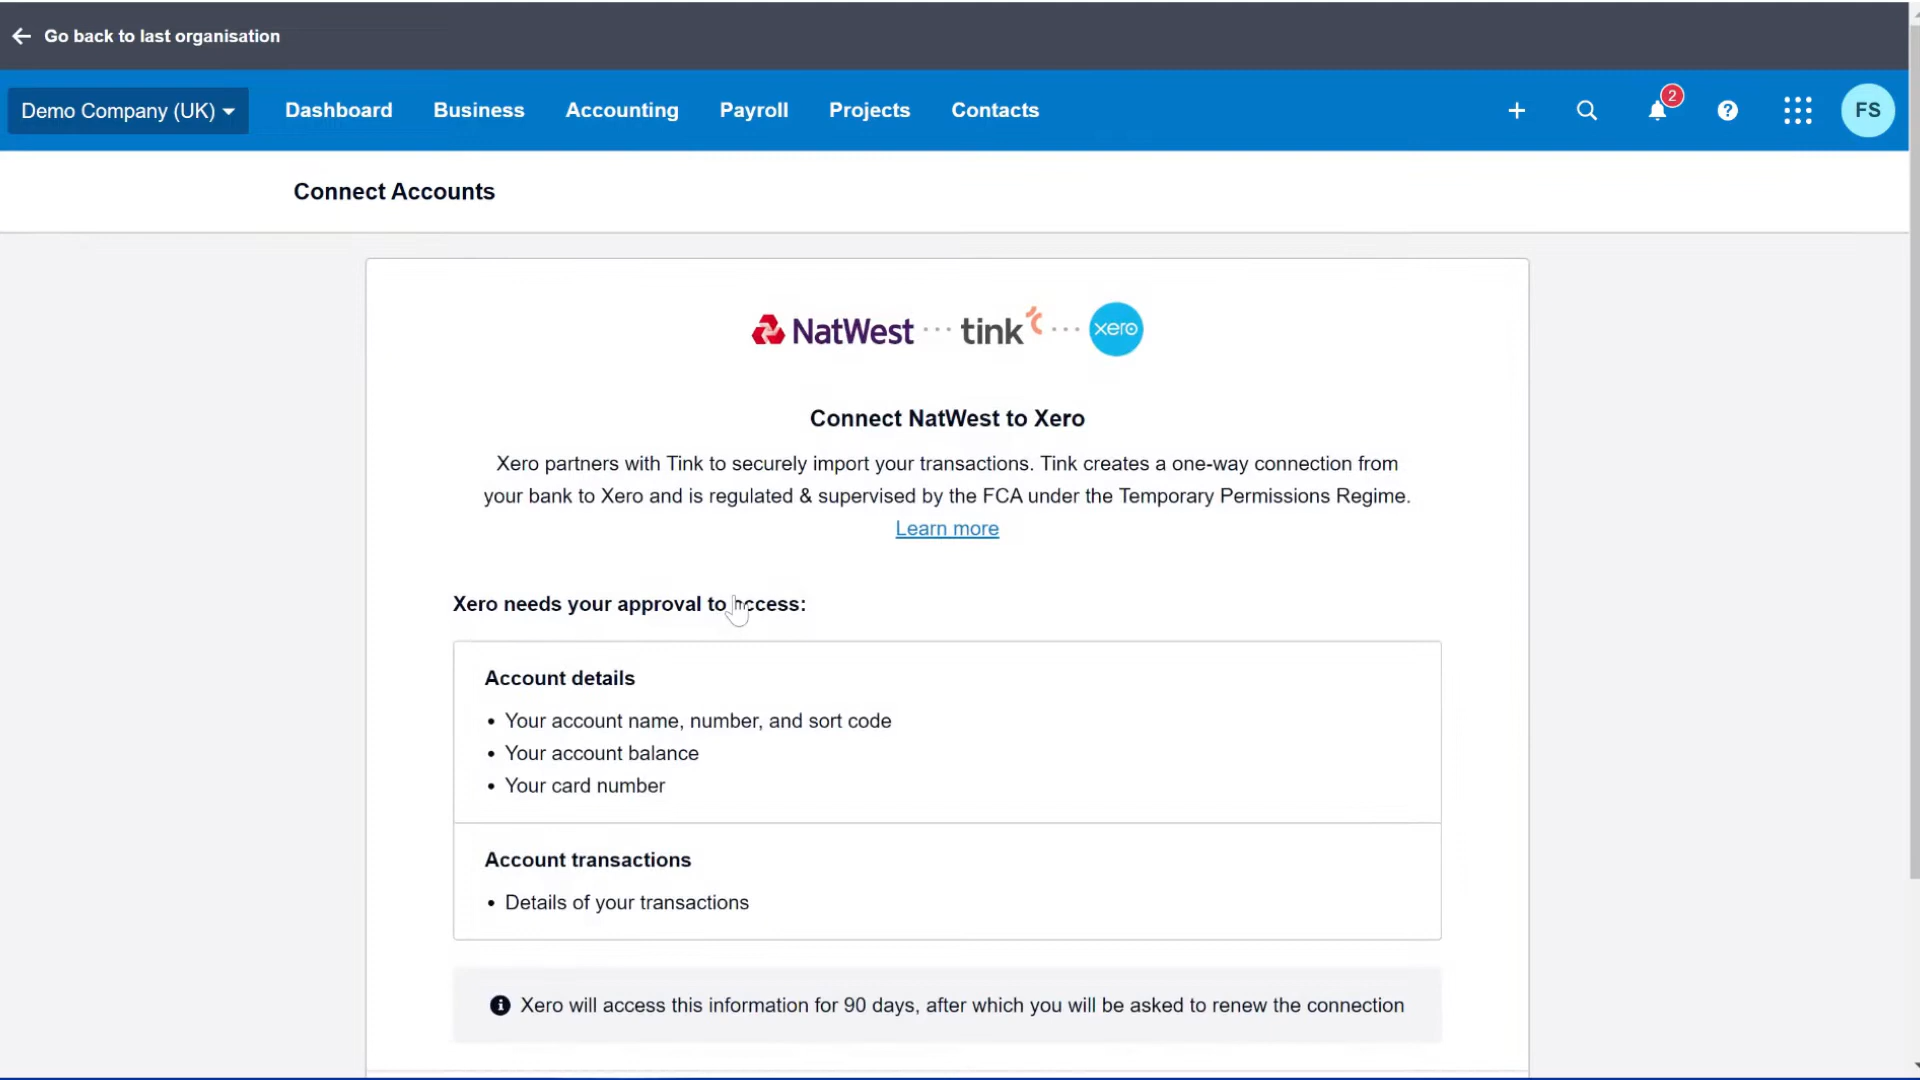 Go back to last organisation
Demo Company (UK) Dashboard Business Accounting Payroll Projects Contacts 2 FS
Connect Accounts
NatWest tink xero
Connect NatWest to Xero
Xero partners with Tink to securely import your transactions. Tink creates a one-way connection from
your bank to Xero and is regulated & supervised by the FCA under the Temporary Permissions Regime.
Learn more
Xero needs your approval to access:
Account details
• Your account name, number, and sort code
• Your account balance
• Your card number
Account transactions
• Details of your transactions
Xero will access this information for 90 days, after which you will be asked to renew the connection